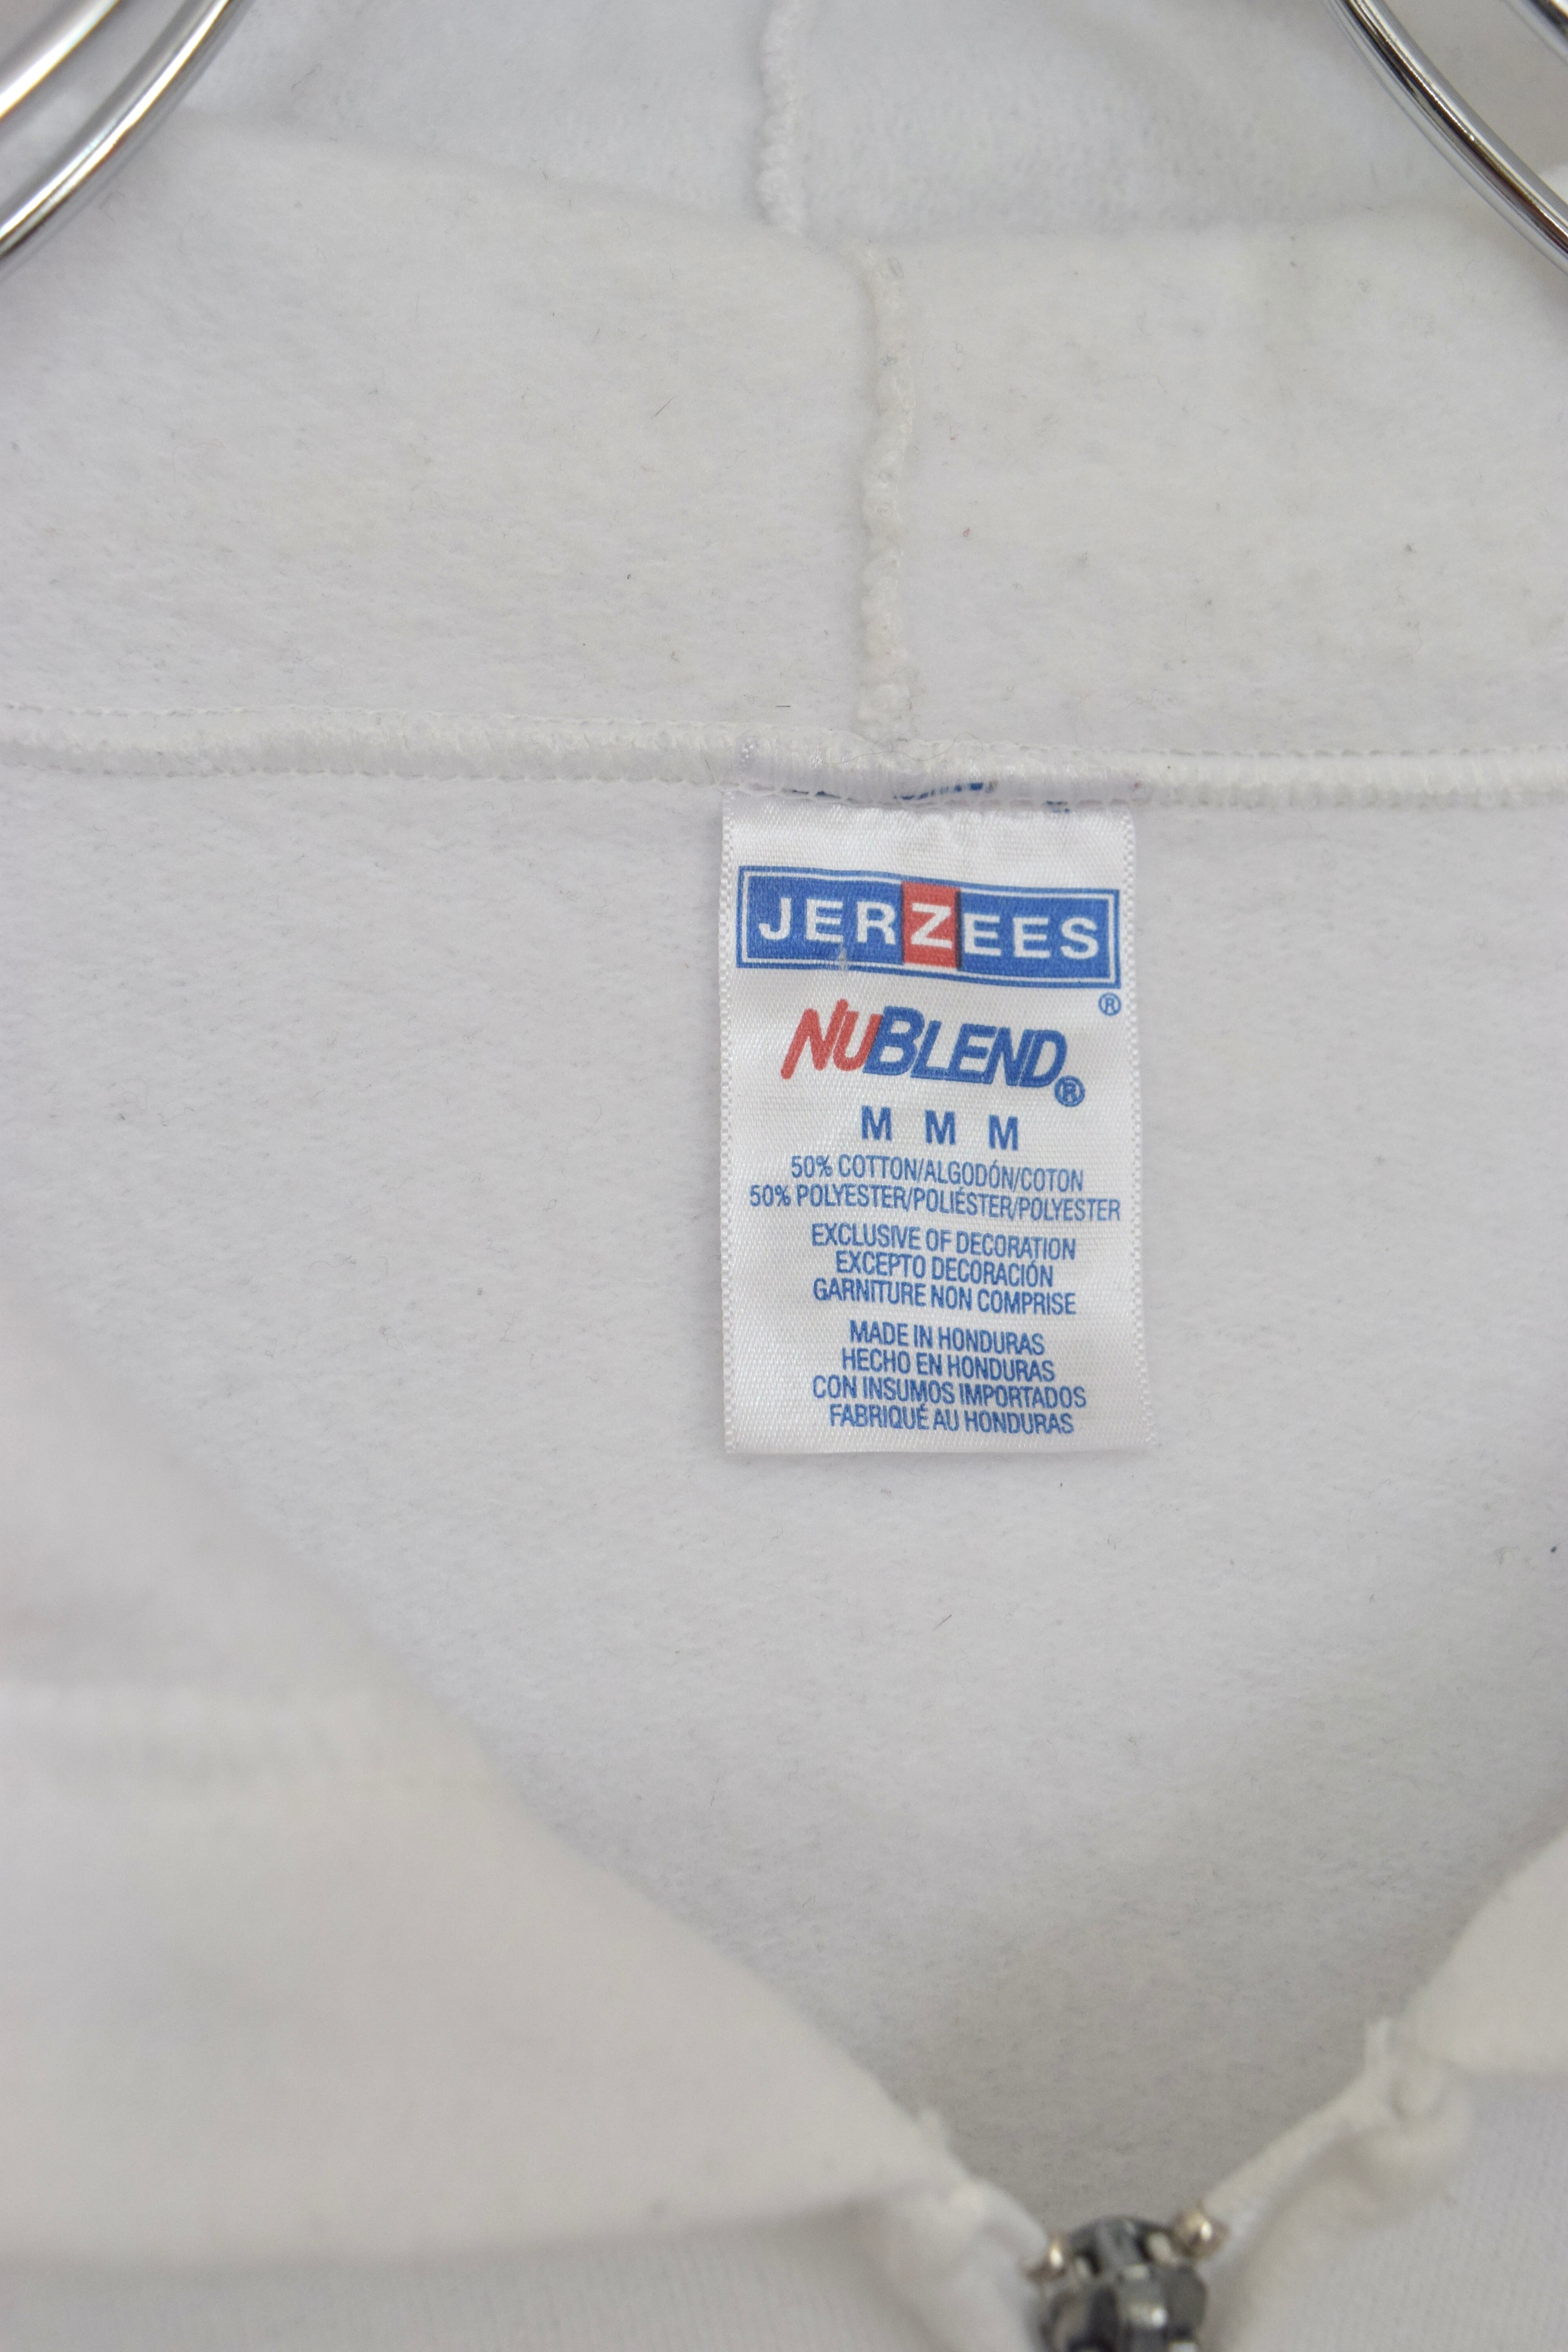 JERZEES
®
NUBLEND®
M M M
50% COTTON/ALGODÓN/COTON
50% POLYESTER/POLIÉSTER/POLYESTER
EXCLUSIVE OF DECORATION
EXCEPTO DECORACIÓN
GARNITURE NON COMPRISE
MADE IN HONDURAS
HECHO EN HONDURAS
CON INSUMOS IMPORTADOS
FABRIQUÉ AU HONDURAS